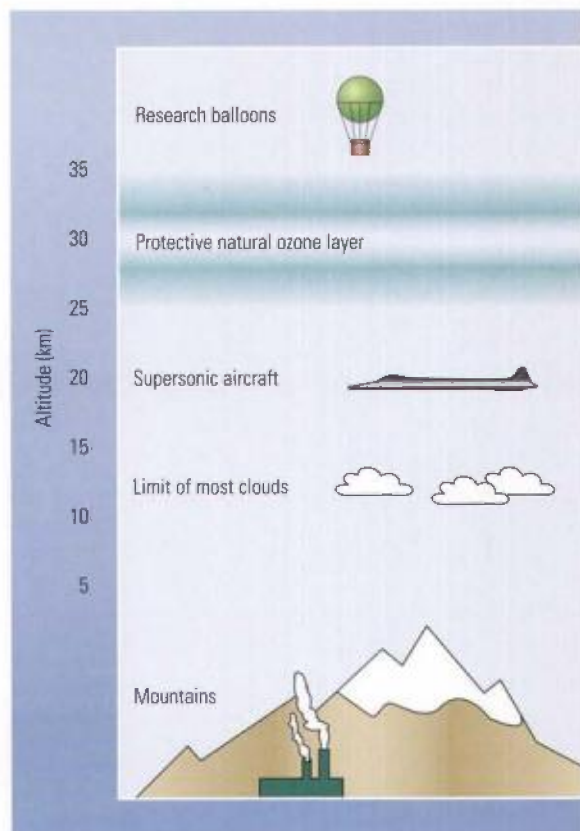 Research balloons
35
30
Protective natural ozone layer
25
Altitude (km)
20
Supersonic aircraft
15
Limit of most clouds
10
5
Mountains